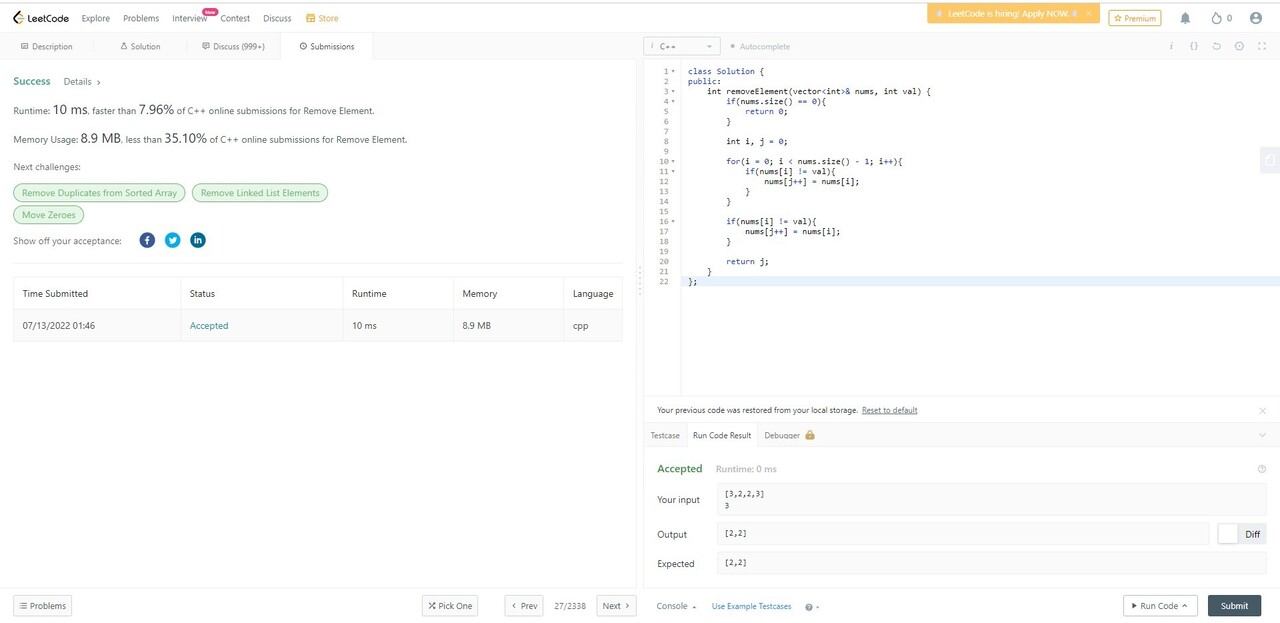 LeetCode Explore Problems Interview New Contest Discuss Store LeetCode is hiring! Apply NOW. Premium 0
Description Solution Discuss (999+) Submissions
i C++ Autocomplete
Success Details
Runtime: 10 ms, faster than 7.96% of C++ online submissions for Remove Element.
Memory Usage: 8.9 MB, less than 35.10% of C++ online submissions for Remove Element.
Next challenges:
Remove Duplicates from Sorted Array Remove Linked List Elements
Move Zeroes
Show off your acceptance:
Time Submitted Status Runtime Memory Language
07/13/2022 01:46 Accepted 10 ms 8.9 MB cpp
Problems Pick One < Prev 27/2338 Next >
1 class Solution {
2 public:
3 int removeElement(vector<int>& nums, int val) {
4 if(nums.size() == 0){
5 return 0;
6 }
7
8 int i, j = 0;
9
10 for(i = 0; i < nums.size() - 1; i++){
11 if(nums[i] != val){
12 nums[j++] = nums[i];
13 }
14 }
15
16 if(nums[i] != val){
17 nums[j++] = nums[i];
18 }
19
20 return j;
21 }
22 };
Your previous code was restored from your local storage. Reset to default
Testcase Run Code Result Debugger
Accepted Runtime: 0 ms
Your input
[3,2,2,3]
3
Output [2,2] Diff
Expected [2,2]
Console Use Example Testcases Run Code Submit